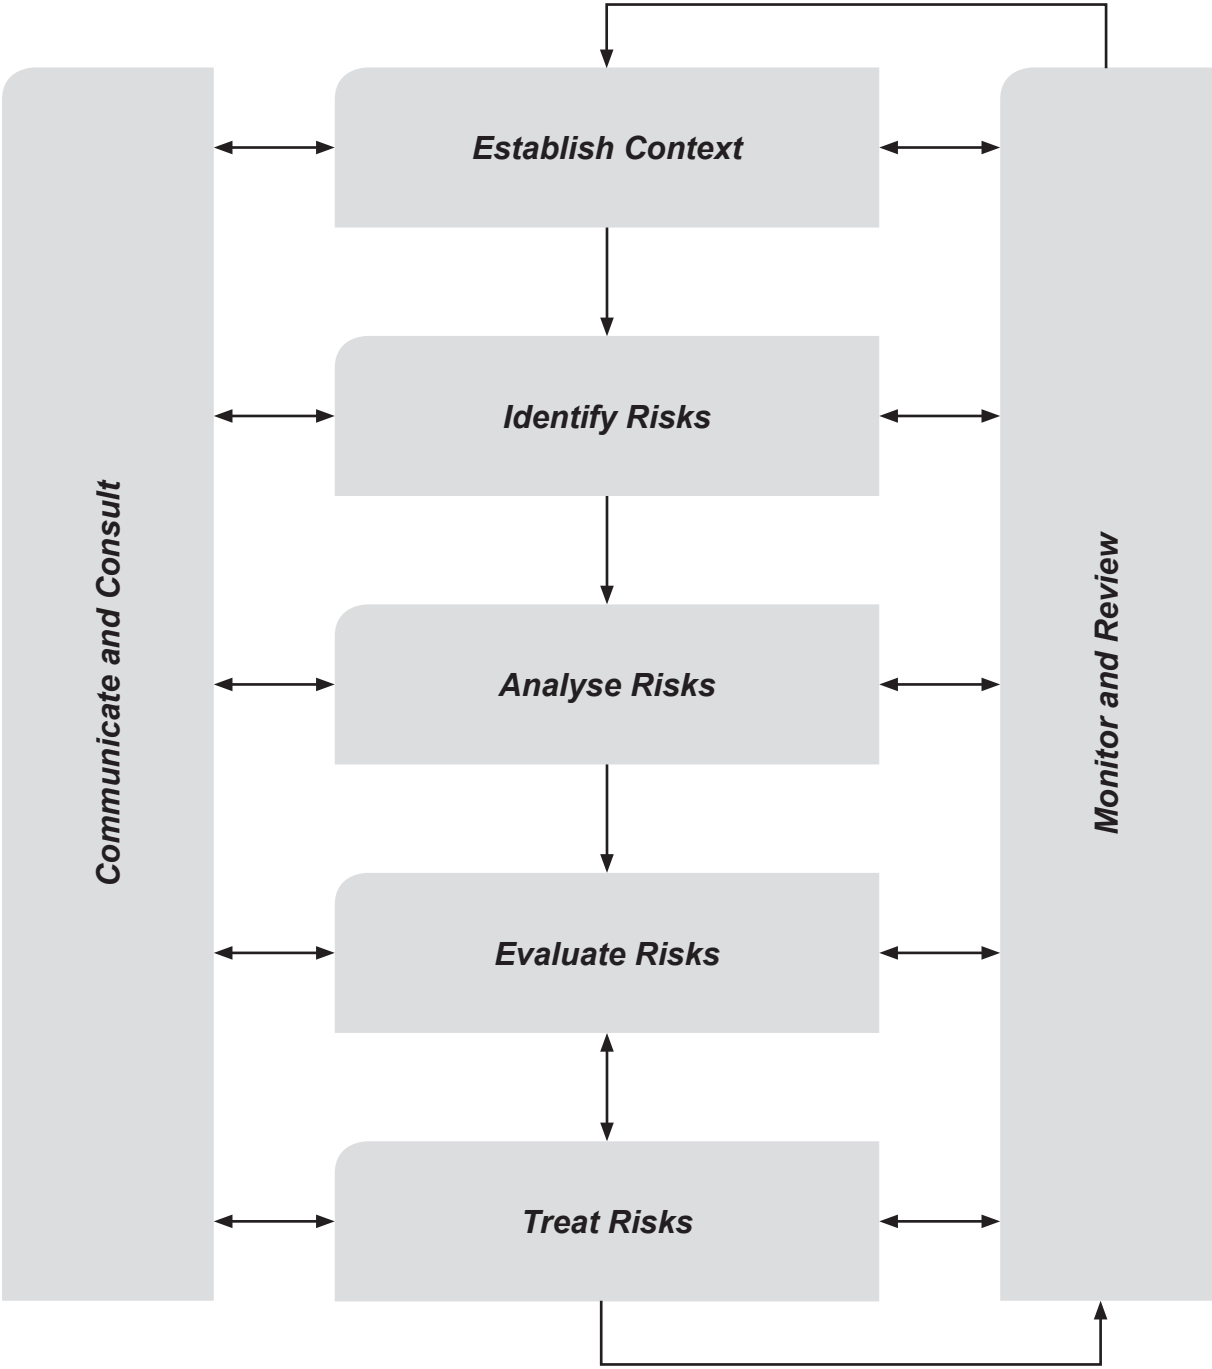 Establish Context
Identify Risks
Analyse Risks
Evaluate Risks
Treat Risks
Communicate and Consult
Monitor and Review